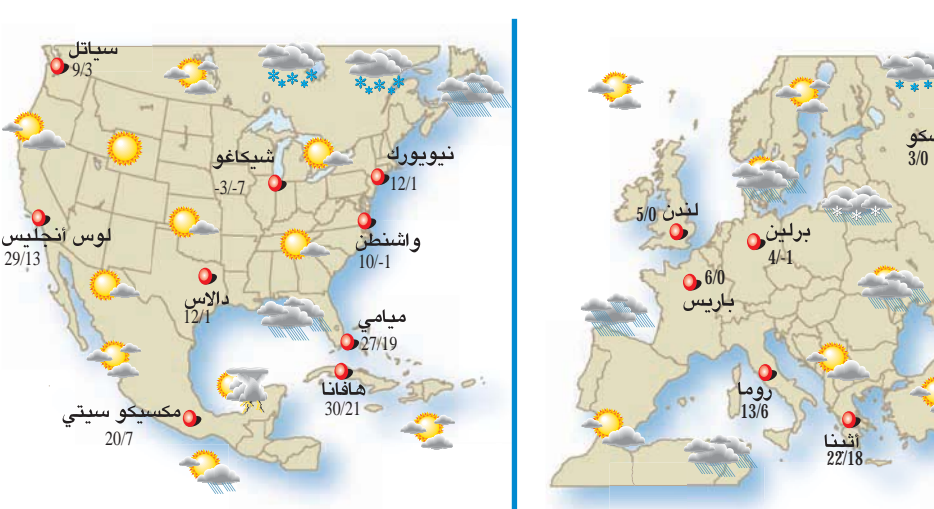 سياتل
9/3
شيكاغو
-3/-7
نيويورك
12/1
واشنطن
10/-1
لوس أنجليس
29/13
دالاس
12/1
ميامي
27/19
هافانا
30/21
مكسيكو سيتي
20/7
سكو
3/0
لندن 5/0
برلين
4/-1
6/0
باريس
روما
13/6
أثينا
22/18